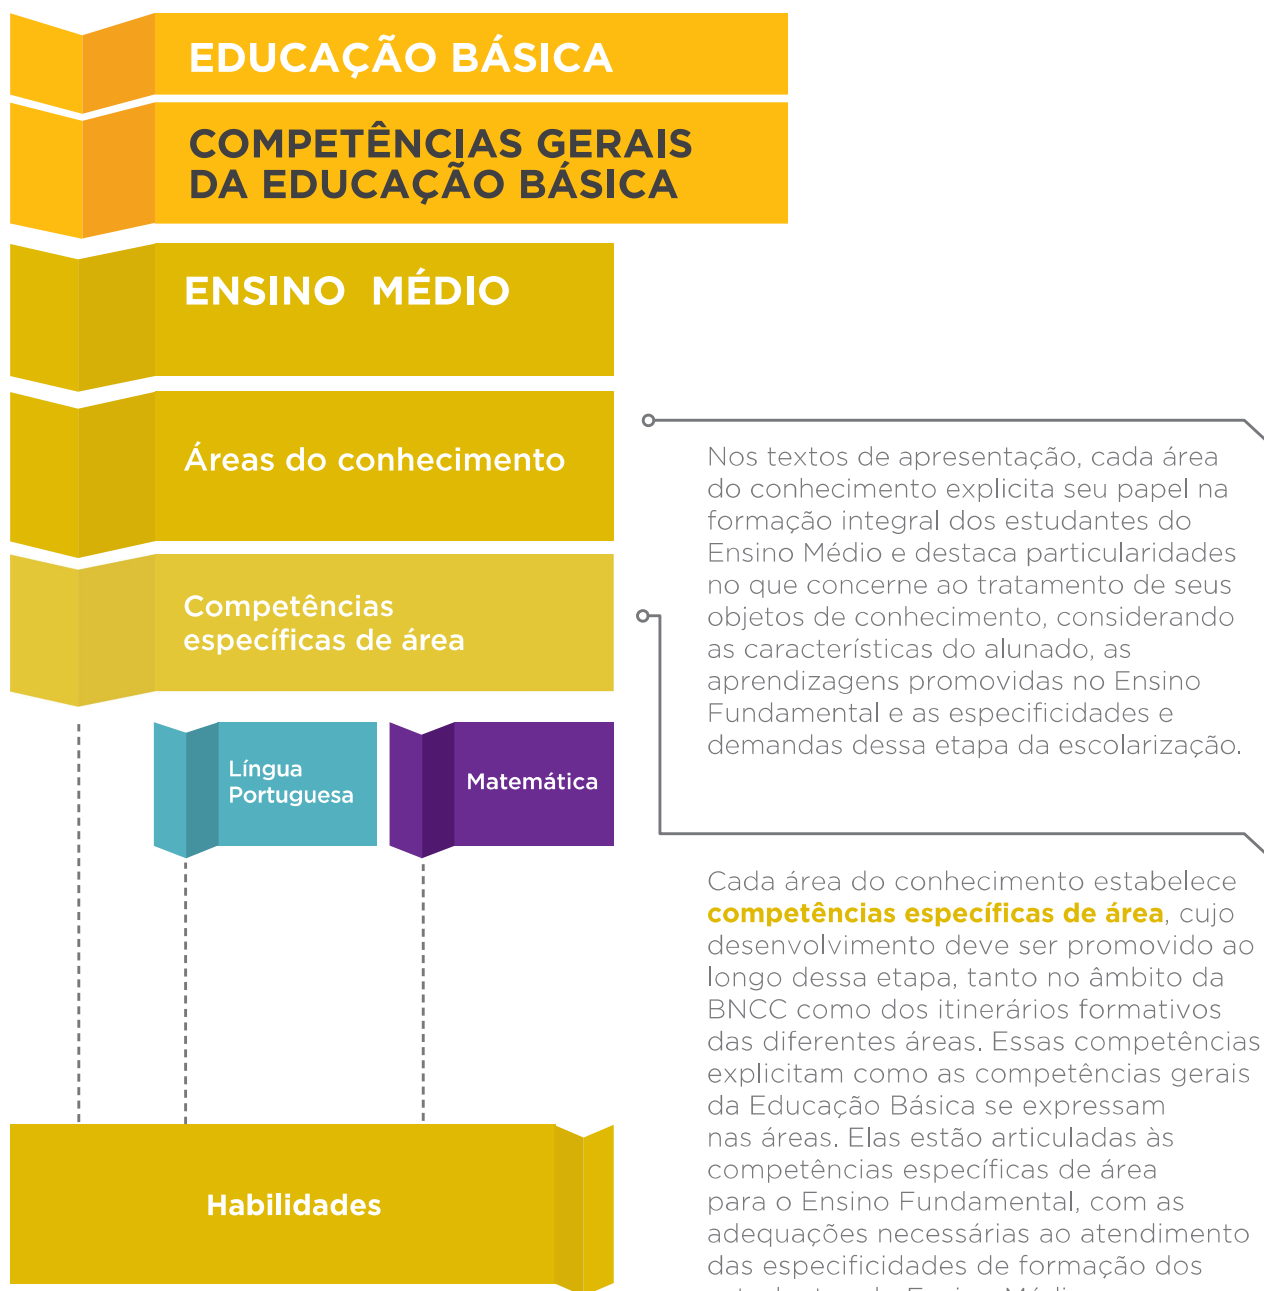 EDUCAÇÃO BÁSICA
COMPETÊNCIAS GERAIS
DA EDUCAÇÃO BÁSICA
ENSINO MÉDIO
Áreas do conhecimento
Competências
específicas de área
Língua
Portuguesa
Matemática
Habilidades
Nos textos de apresentação, cada área
do conhecimento explicita seu papel na
formação integral dos estudantes do
Ensino Médio e destaca particularidades
no que concerne ao tratamento de seus
objetos de conhecimento, considerando
as características do alunado, as
aprendizagens promovidas no Ensino
Fundamental e as especificidades e
demandas dessa etapa da escolarização.
Cada área do conhecimento estabelece
competências específicas de área, cujo
desenvolvimento deve ser promovido ao
longo dessa etapa, tanto no âmbito da
BNCC como dos itinerários formativos
das diferentes áreas. Essas competências
explicitam como as competências gerais
da Educação Básica se expressam
nas áreas. Elas estão articuladas às
competências específicas de área
para o Ensino Fundamental, com as
adequações necessárias ao atendimento
das especificidades de formação dos